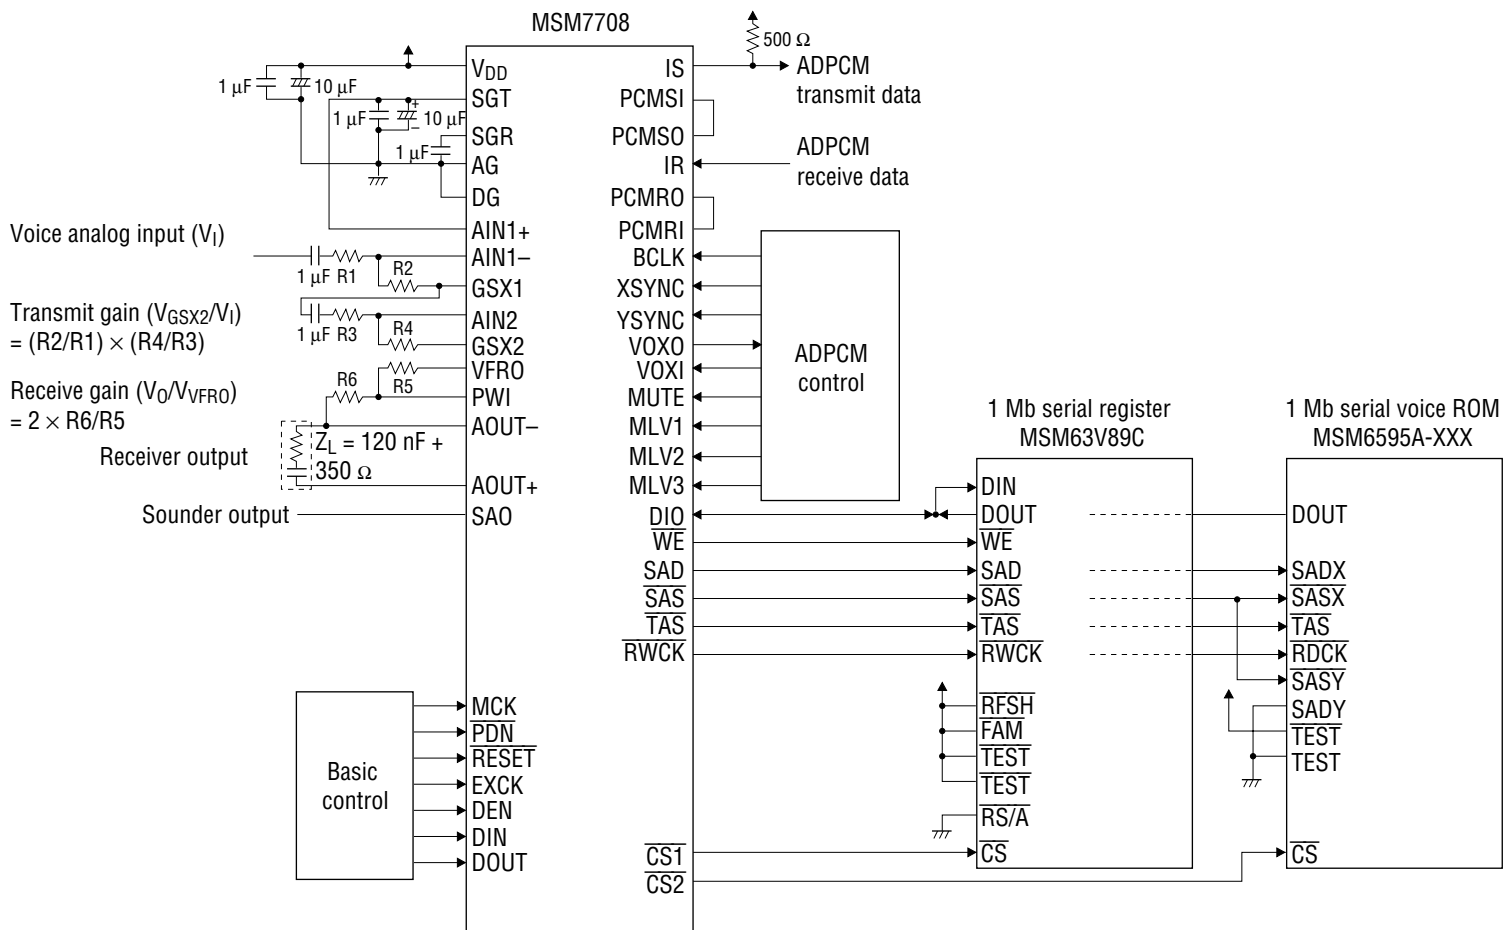 MSM7708
500 Ω
1 µF
10 µF
VDD
SGT
1 µF
+
10 µF
−
SGR
1 µF
AG
DG
AIN1+
Voice analog input (VI)
AIN1–
1 µF R1
R2
GSX1
Transmit gain (VGSX2/VI)
= (R2/R1) × (R4/R3)
AIN2
1 µF R3
R4
GSX2
VFRO
R6
R5
PWI
Receive gain (VO/VVFRO)
= 2 × R6/R5
AOUT–
ZL = 120 nF +
350 Ω
Receiver output
AOUT+
Sounder output
SAO
IS
ADPCM
transmit data
PCMSI
PCMSO
IR
ADPCM
receive data
PCMRO
PCMRI
BCLK
XSYNC
YSYNC
VOXO
VOXI
MUTE
MLV1
MLV2
MLV3
ADPCM
control
DIO
WE
SAD
SAS
TAS
RWCK
1 Mb serial register
MSM63V89C
DIN
DOUT
WE
SAD
SAS
TAS
RWCK
RFSH
FAM
TEST
TEST
RS/A
CS
1 Mb serial voice ROM
MSM6595A-XXX
DOUT
SADX
SASX
TAS
RDCK
SASY
SADY
TEST
TEST
CS
Basic
control
MCK
PDN
RESET
EXCK
DEN
DIN
DOUT
CS1
CS2